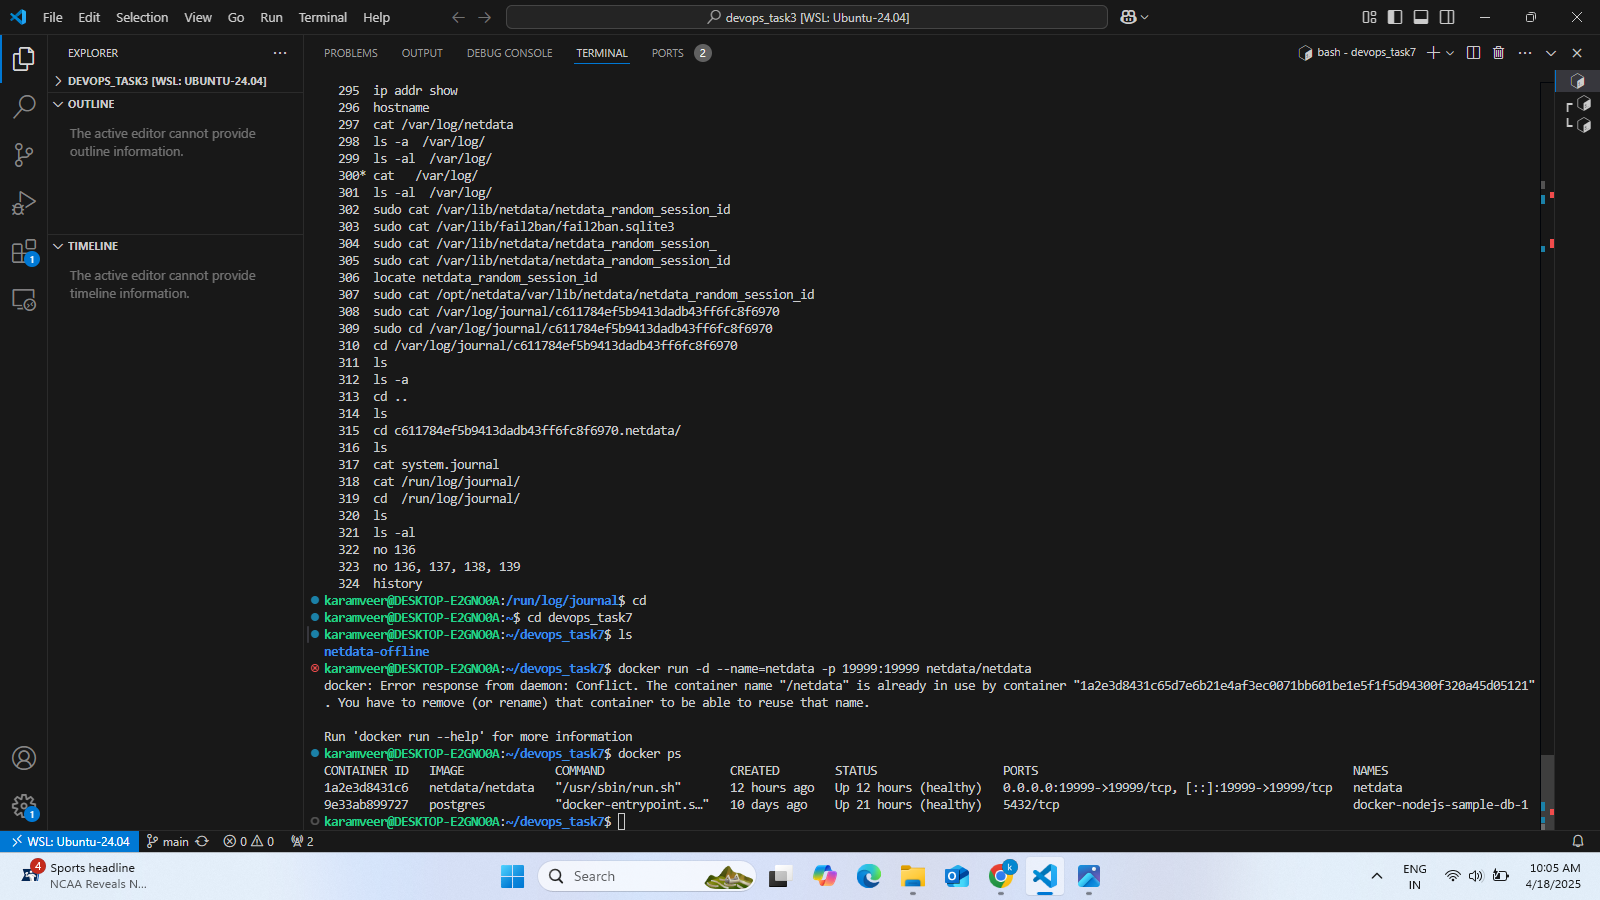 File Edit Selection View Go Run Terminal Help
devops_task3 [WSL: Ubuntu-24.04]
EXPLORER
DEVOPS_TASK3 [WSL: UBUNTU-24.04]
OUTLINE
The active editor cannot provide
outline information.
TIMELINE
The active editor cannot provide
timeline information.
1
1
PROBLEMS OUTPUT DEBUG CONSOLE TERMINAL PORTS 2
bash - devops_task7
295 ip addr show
296 hostname
297 cat /var/log/netdata
298 ls -a  /var/log/
299 ls -al  /var/log/
300* cat   /var/log/
301 ls -al  /var/log/
302 sudo cat /var/lib/netdata/netdata_random_session_id
303 sudo cat /var/lib/fail2ban/fail2ban.sqlite3
304 sudo cat /var/lib/netdata/netdata_random_session_
305 sudo cat /var/lib/netdata/netdata_random_session_id
306 locate netdata_random_session_id
307 sudo cat /opt/netdata/var/lib/netdata/netdata_random_session_id
308 sudo cat /var/log/journal/c611784ef5b9413dadb43ff6fc8f6970
309 sudo cd /var/log/journal/c611784ef5b9413dadb43ff6fc8f6970
310 cd /var/log/journal/c611784ef5b9413dadb43ff6fc8f6970
311 ls
312 ls -a
313 cd ..
314 ls
315 cd c611784ef5b9413dadb43ff6fc8f6970.netdata/
316 ls
317 cat system.journal
318 cat /run/log/journal/
319 cd  /run/log/journal/
320 ls
321 ls -al
322 no 136
323 no 136, 137, 138, 139
324 history
karamveer@DESKTOP-E2GNO0A:/run/log/journal$ cd
karamveer@DESKTOP-E2GNO0A:~$ cd devops_task7
karamveer@DESKTOP-E2GNO0A:~/devops_task7$ ls
netdata-offline
karamveer@DESKTOP-E2GNO0A:~/devops_task7$ docker run -d --name=netdata -p 19999:19999 netdata/netdata
docker: Error response from daemon: Conflict. The container name "/netdata" is already in use by container "1a2e3d8431c65d7e6b21e4af3ec0071bb601be1e5f1f5d94300f320a45d05121"
. You have to remove (or rename) that container to be able to reuse that name.
Run 'docker run --help' for more information
karamveer@DESKTOP-E2GNO0A:~/devops_task7$ docker ps
CONTAINER ID IMAGE COMMAND CREATED STATUS PORTS NAMES
1a2e3d8431c6 netdata/netdata "/usr/sbin/run.sh" 12 hours ago Up 12 hours (healthy) 0.0.0.0:19999->19999/tcp, [::]:19999->19999/tcp netdata
9e33ab899727 postgres "docker-entrypoint.s…" 10 days ago Up 21 hours (healthy) 5432/tcp docker-nodejs-sample-db-1
karamveer@DESKTOP-E2GNO0A:~/devops_task7$
WSL: Ubuntu-24.04 main 0 0 2
4
Sports headline
NCAA Reveals N...
Search
k
ENG
IN
10:05 AM
4/18/2025